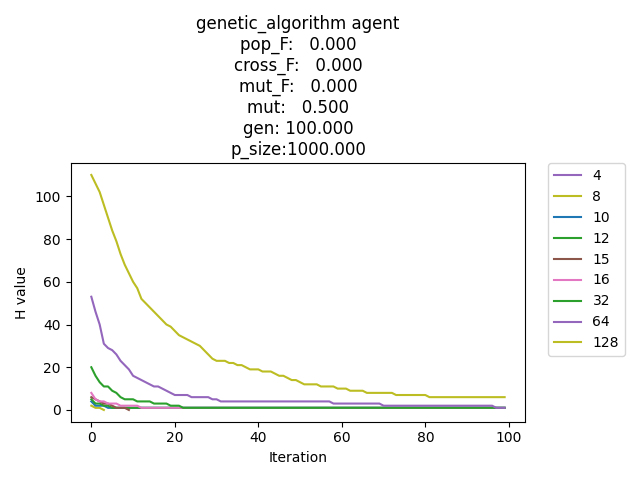 genetic_algorithm agent
pop_F:   0.000
cross_F:   0.000
mut_F:   0.000
mut:   0.500
gen: 100.000
p_size:1000.000
H value
100
80
60
40
20
0
0 20 40 60 80 100
Iteration
4
8
10
12
15
16
32
64
128